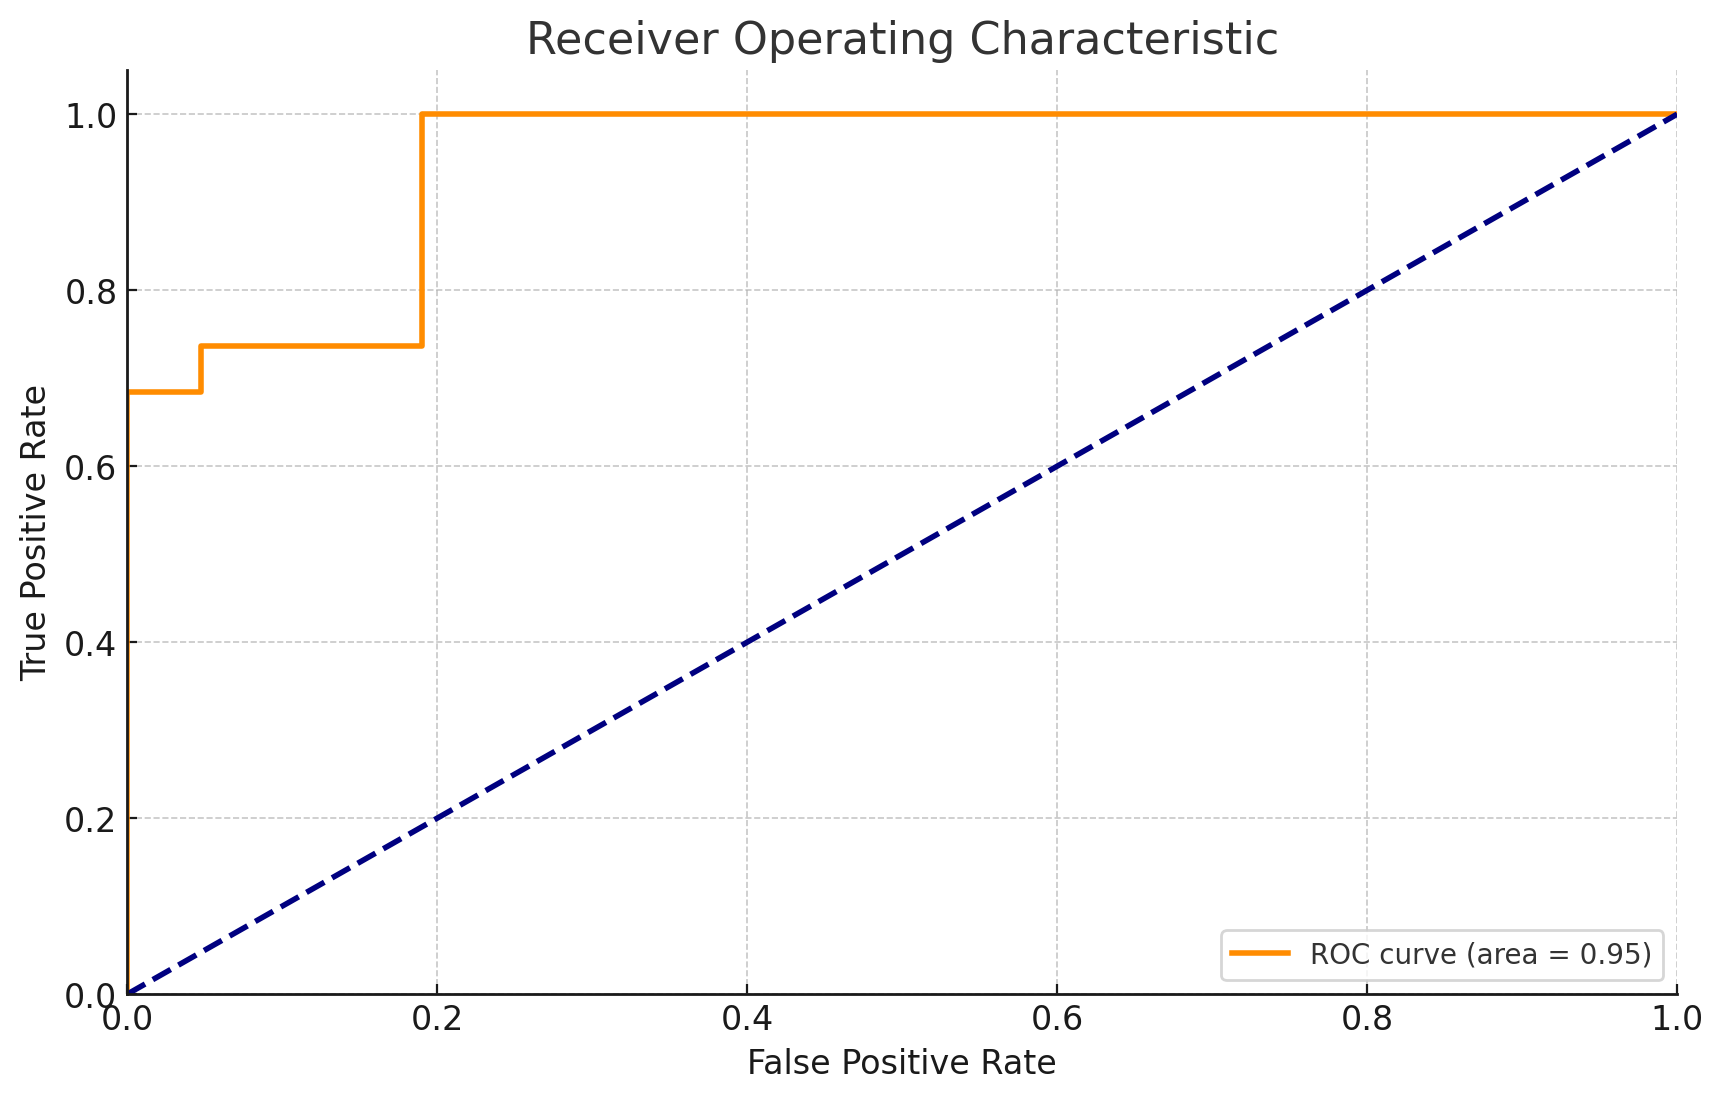 Receiver Operating Characteristic
1.0
0.8
0.6
0.4
0.2
0.0
True Positive Rate
ROC curve (area = 0.95)
0.0 0.2 0.4 0.6 0.8 1.0
False Positive Rate